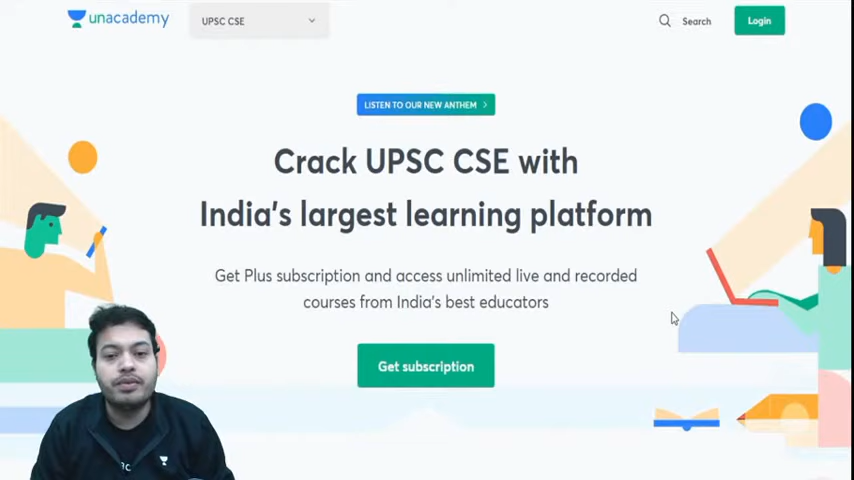 unacademy
UPSC CSE
Search
Login
LISTEN TO OUR NEW ANTHEM
Crack UPSC CSE with
India's largest learning platform
Get Plus subscription and access unlimited live and recorded
courses from India's best educators
Get subscription